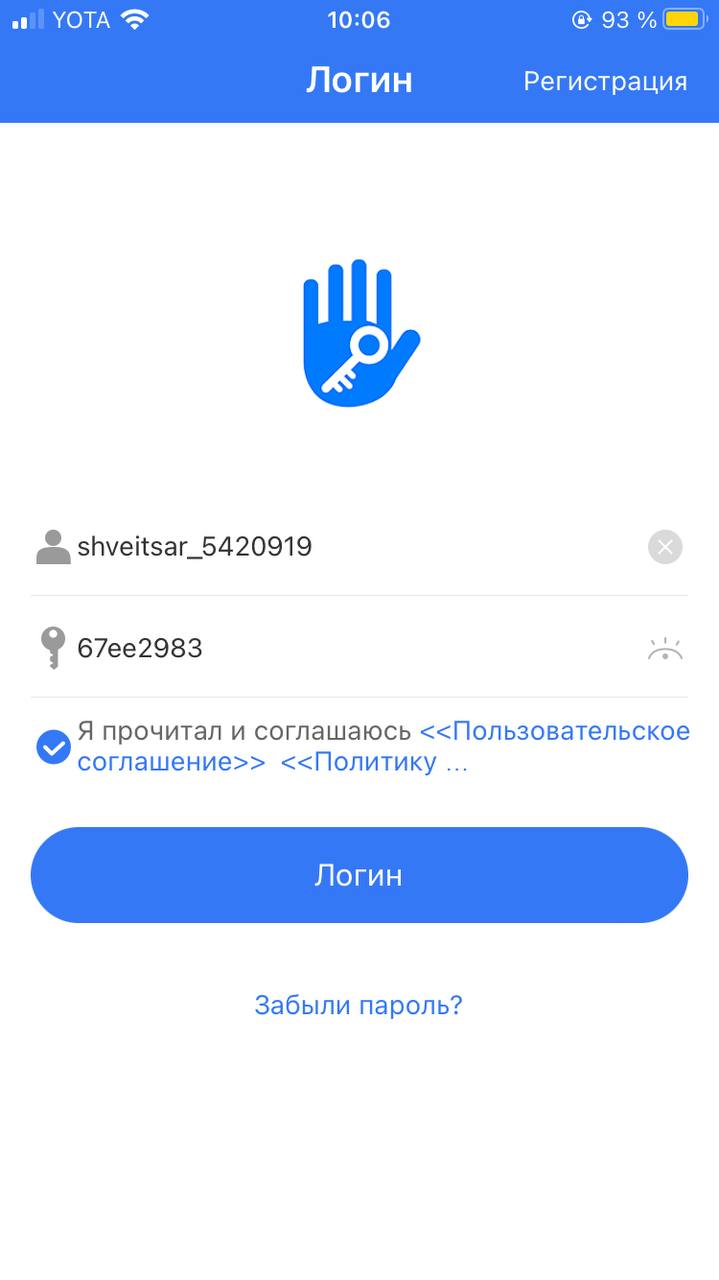 YOTA 10:06 93 %
Логин Регистрация
shveitsar_5420919
67ee2983
Я прочитал и соглашаюсь <<Пользовательское
соглашение>> <<Политику ...
Логин
Забыли пароль?